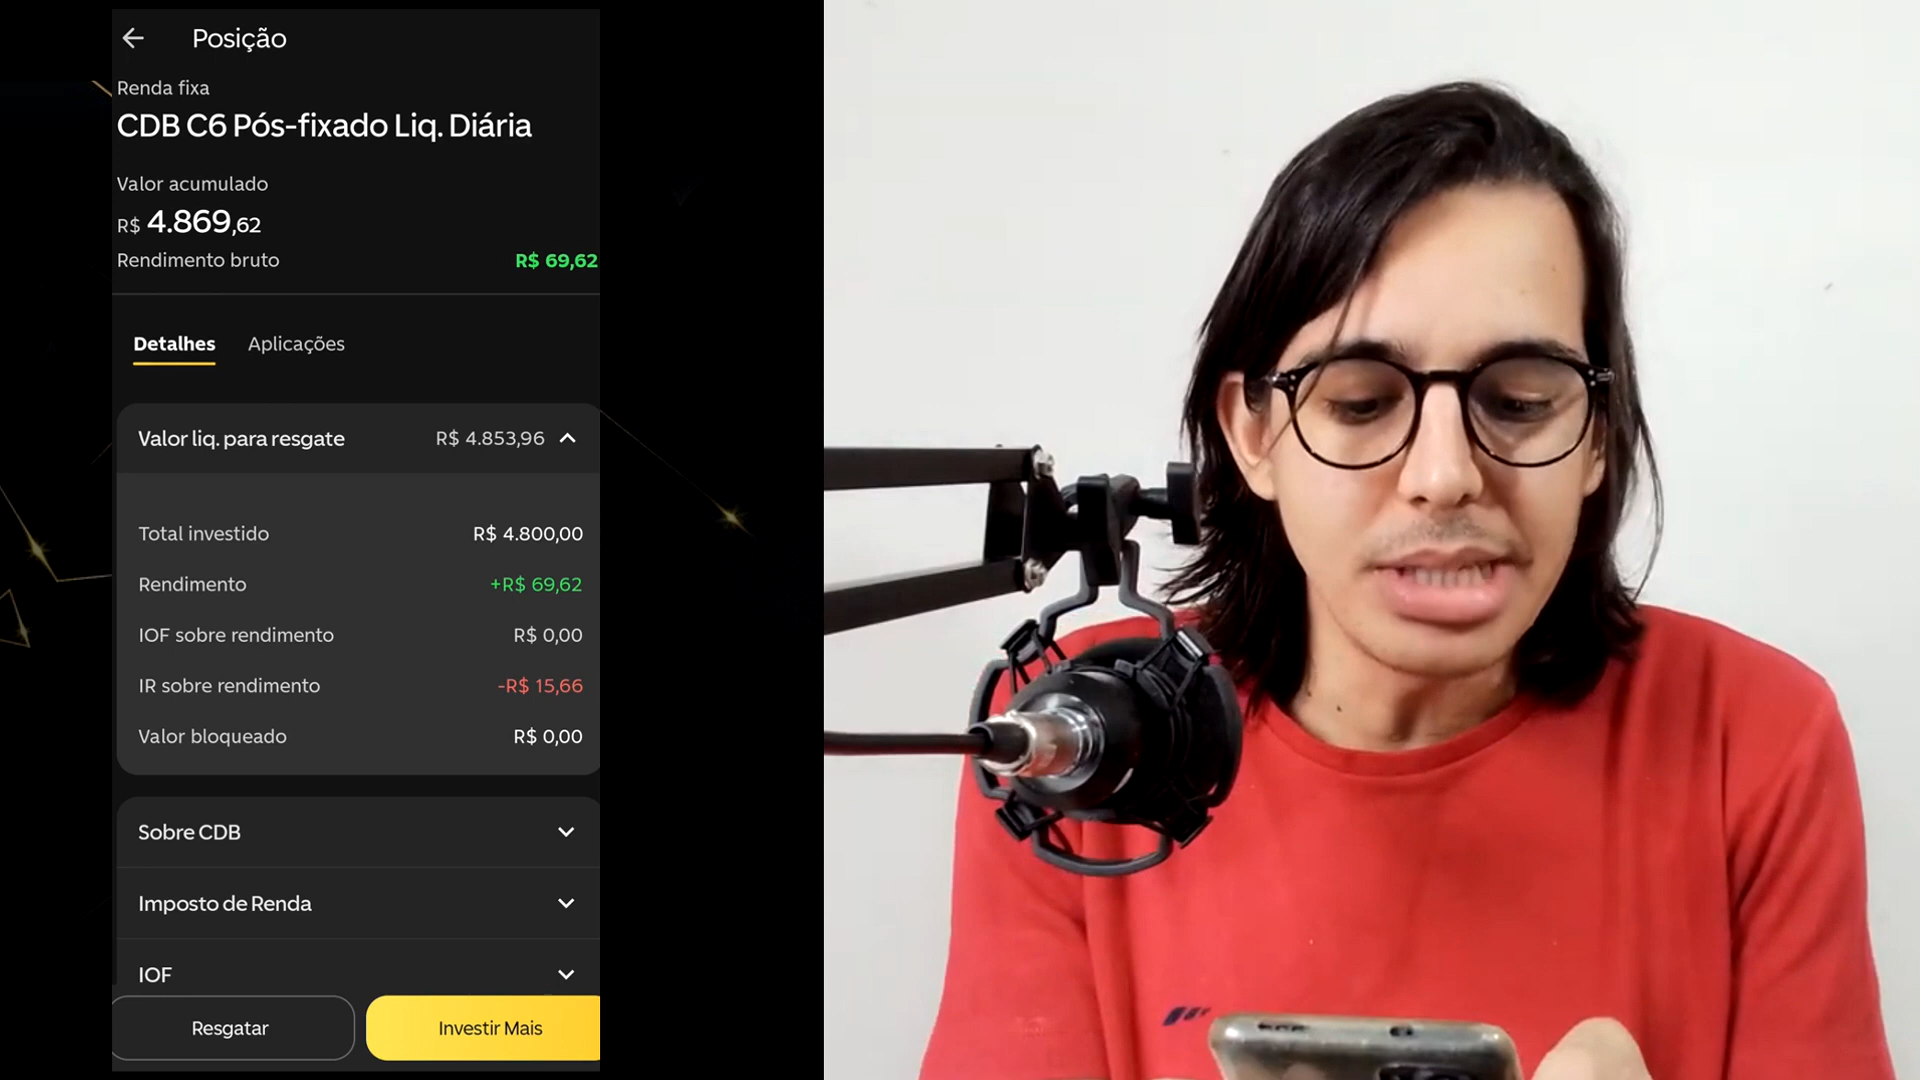 Posição
Renda fixa
CDB C6 Pós-fixado Liq. Diária
Valor acumulado
R$ 4.869,62
Rendimento bruto R$ 69,62
Detalhes Aplicações
Valor liq. para resgate R$ 4.853,96
Total investido R$ 4.800,00
Rendimento +R$ 69,62
IOF sobre rendimento R$ 0,00
IR sobre rendimento -R$ 15,66
Valor bloqueado R$ 0,00
Sobre CDB
Imposto de Renda
IOF
Resgatar Investir Mais